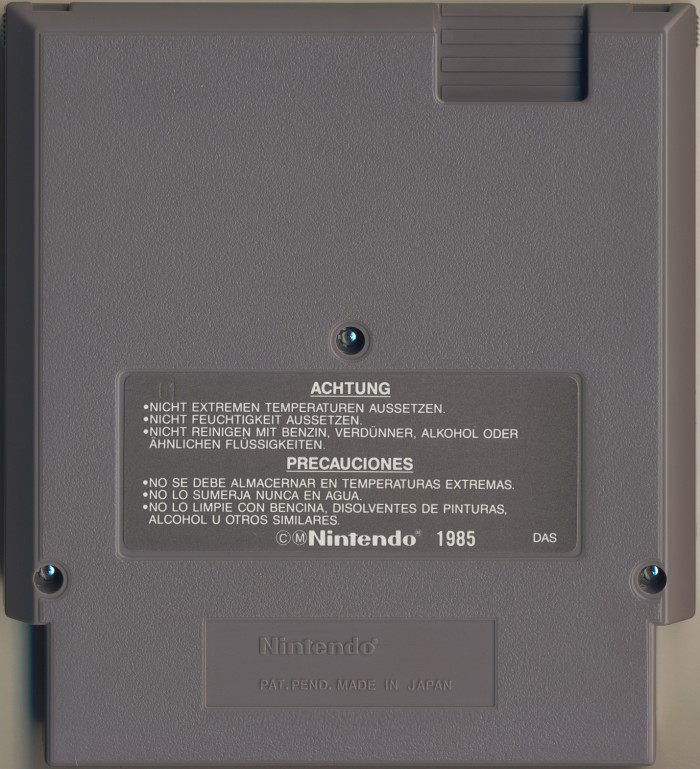 ACHTUNG
•NICHT EXTREMEN TEMPERATUREN AUSSETZEN.
•NICHT FEUCHTIGKEIT AUSSETZEN.
•NICHT REINIGEN MIT BENZIN, VERDÜNNER, ALKOHOL ODER
ÄHNLICHEN FLÜSSIGKEITEN.
PRECAUCIONES
•NO SE DEBE ALMACERNAR EN TEMPERATURAS EXTREMAS.
•NO LO SUMERJA NUNCA EN AGUA.
•NO LO LIMPIE CON BENCINA, DISOLVENTES DE PINTURAS,
ALCOHOL U OTROS SIMILARES.
©ⓂNintendo® 1985 DAS
Nintendo®
PAT. PEND. MADE IN JAPAN